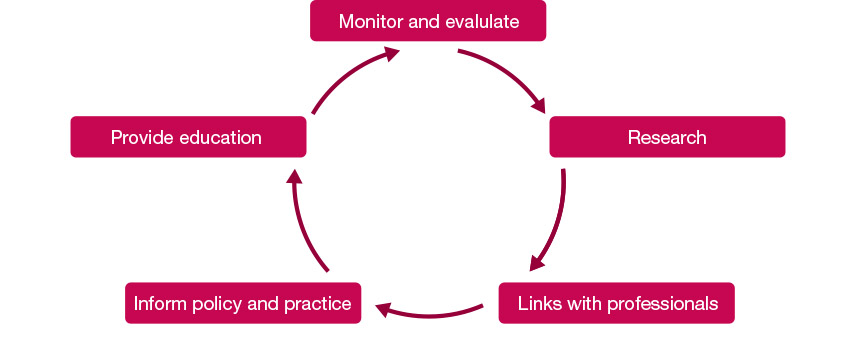 Monitor and evalulate
Provide education
Research
Inform policy and practice
Links with professionals